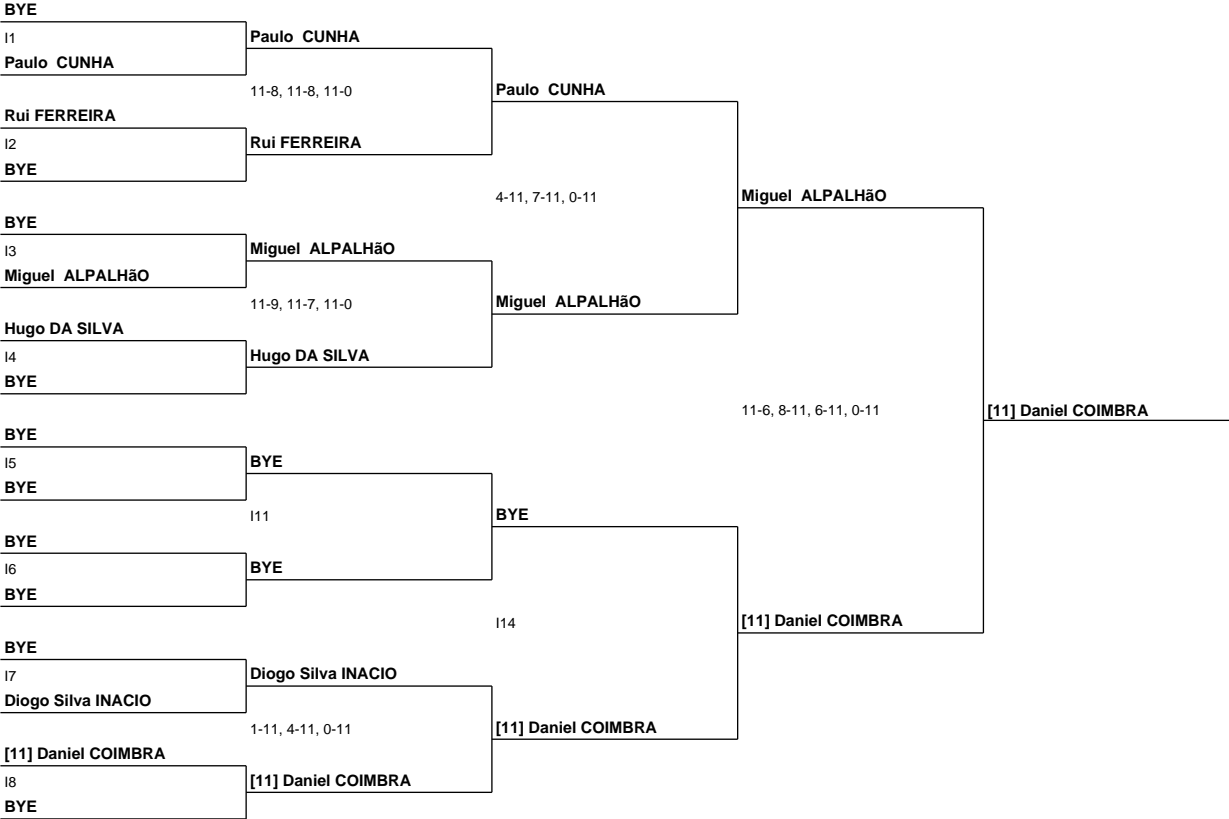 BYE
I1
Paulo CUNHA
Paulo CUNHA
11-8, 11-8, 11-0
Paulo CUNHA
Rui FERREIRA
I2
Rui FERREIRA
BYE
4-11, 7-11, 0-11
Miguel ALPALHãO
BYE
I3
Miguel ALPALHãO
Miguel ALPALHãO
11-9, 11-7, 11-0
Miguel ALPALHãO
Hugo DA SILVA
I4
Hugo DA SILVA
BYE
11-6, 8-11, 6-11, 0-11
[11] Daniel COIMBRA
BYE
I5
BYE
BYE
I11
BYE
BYE
I6
BYE
BYE
I14
[11] Daniel COIMBRA
BYE
I7
Diogo Silva INACIO
Diogo Silva INACIO
1-11, 4-11, 0-11
[11] Daniel COIMBRA
[11] Daniel COIMBRA
I8
[11] Daniel COIMBRA
BYE